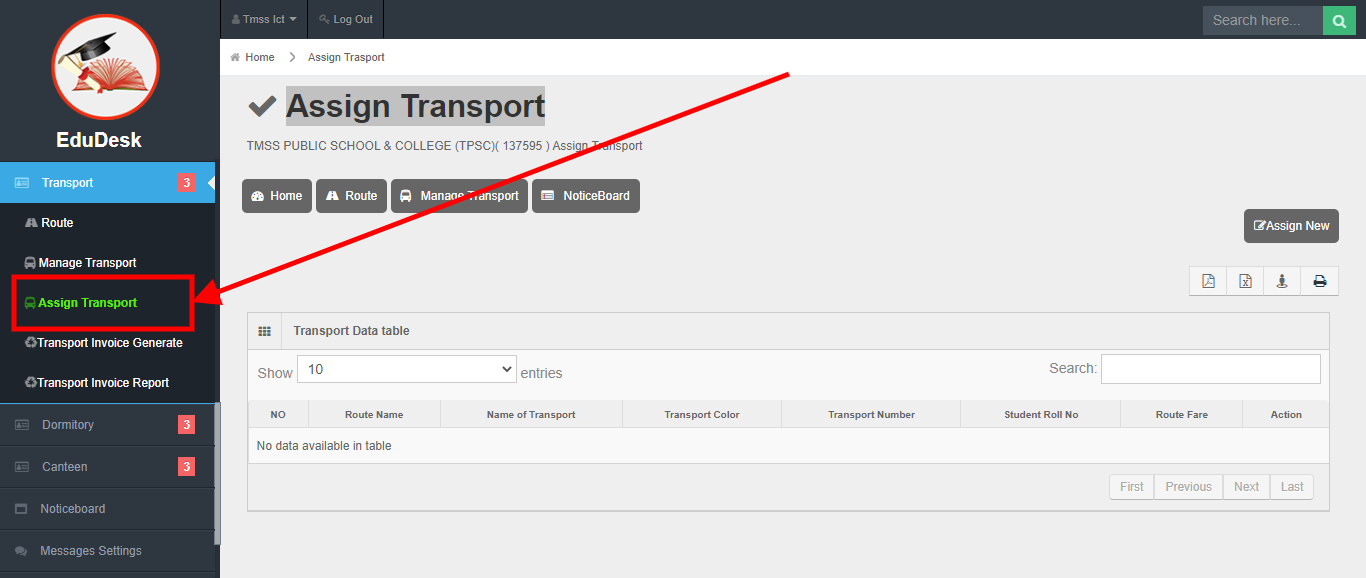 Tmss Ict
Log Out
Search here...
EduDesk
Home
Assign Trasport
Assign Transport
TMSS PUBLIC SCHOOL & COLLEGE (TPSC)( 137595 ) Assign Transport
Transport 3
Route
Manage Transport
Assign Transport
Transport Invoice Generate
Transport Invoice Report
Dormitory 3
Canteen 3
Noticeboard
Messages Settings
Home Route Manage Transport NoticeBoard
Assign New
Transport Data table
Show 10 entries Search:
NO Route Name Name of Transport Transport Color Transport Number Student Roll No Route Fare Action
No data available in table
First Previous Next Last